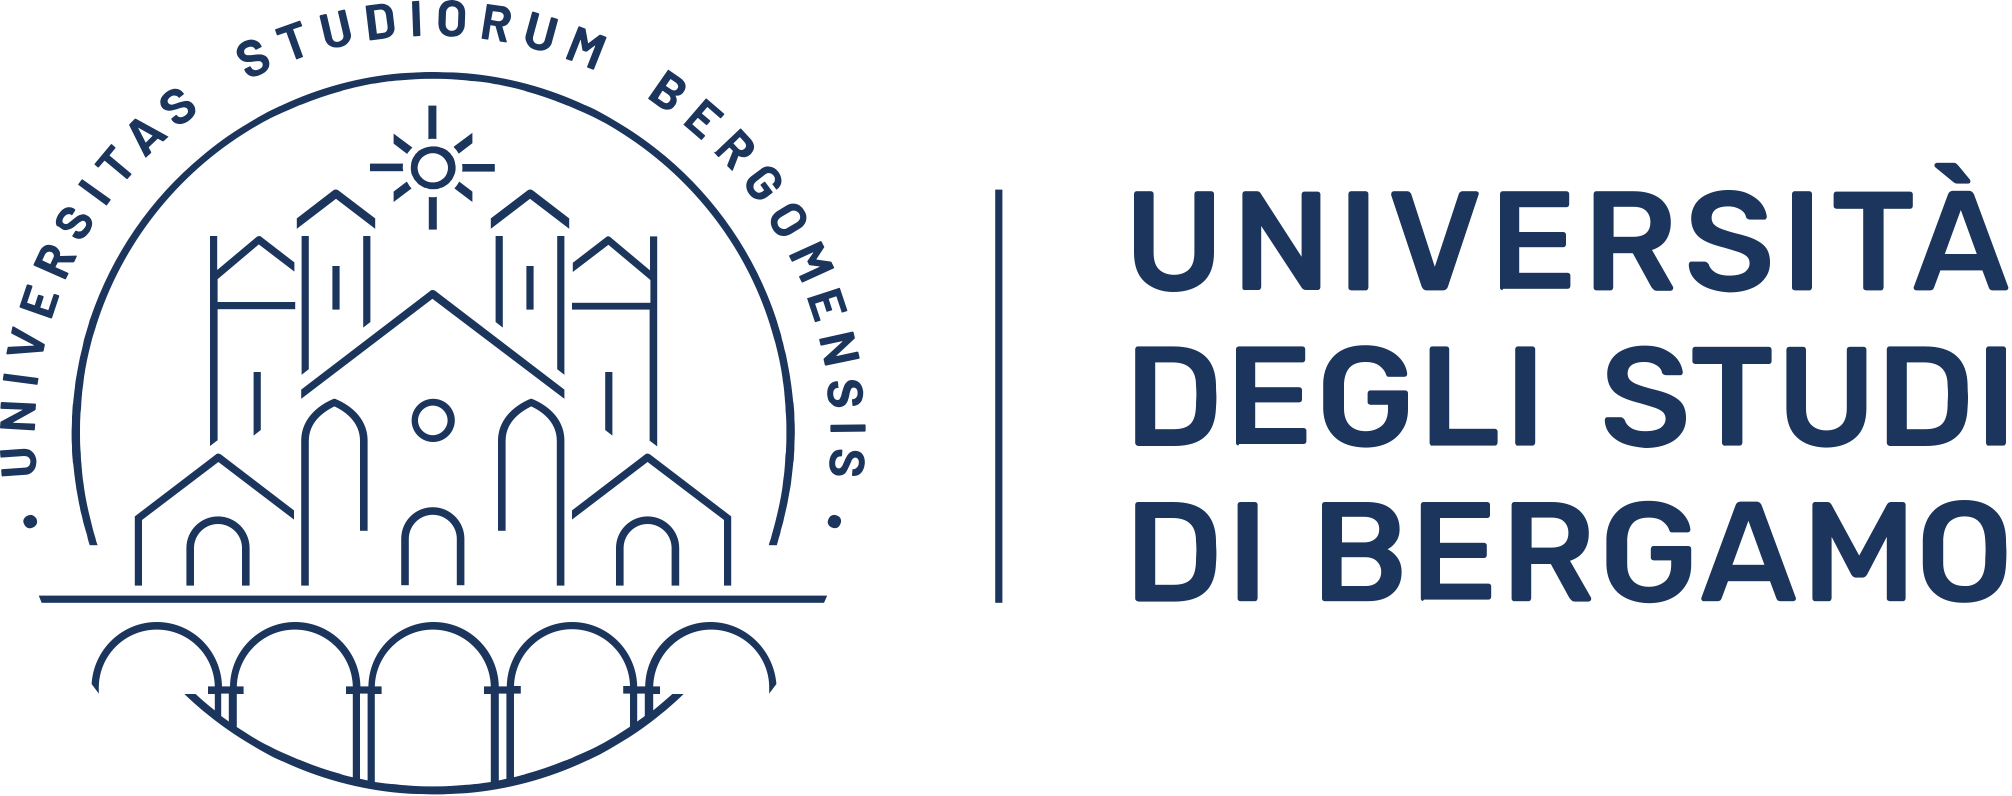 · UNIVERSITAS STUDIORUM BERGOMENSIS ·
UNIVERSITÀ
DEGLI STUDI
DI BERGAMO